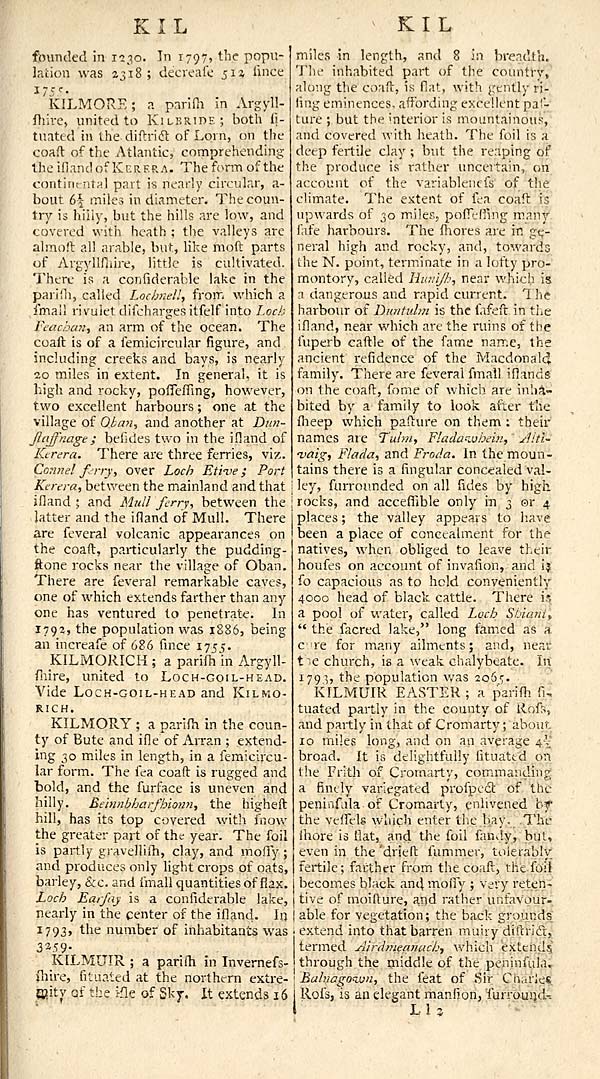 KIL
founded in 1230. In 1797, the popu-
lation was 2318; decreaſe 512 ſince
1755.
KILMORE; a pariſh in Argyll-
ſhire, united to KILBRIDE; both ſi-
tuated in the diſtrict of Lorn, on the
coaſt of the Atlantic, comprehending
the iſland of KERERA. The form of the
continental part is nearly circular, a-
bout 6½ miles in diameter. The coun-
try is hilly, but the hills are low, and
covered with heath; the valleys are
almoſt all arable, but, like moſt parts
of Argyllſhire, little is cultivated.
There is a conſiderable lake in the
pariſh, called Lochnell, from which a
ſmall rivulet diſcharges itſelf into Loch
Feachan, an arm of the ocean. The
coaſt is of a ſemicircular figure, and
including creeks and bays, is nearly
20 miles in extent. In general, it is
high and rocky, poſſeſſing, however,
two excellent harbours; one at the
village of Oban, and another at Dun-
ſtaffnage; beſides two in the iſland of
Kerera. There are three ferries, viz.
Connel ferry, over Loch Etive; Port
Kerera, between the mainland and that
iſland; and Mull ferry, between the
latter and the iſland of Mull. There
are ſeveral volcanic appearances on
the coaſt, particularly the pudding-
ſtone rocks near the village of Oban.
There are ſeveral remarkable caves,
one of which extends farther than any
one has ventured to penetrate. In
1792, the population was 1886, being
an increaſe of 686 ſince 1755.
KILMORICH; a pariſh in Argyll-
ſhire, united to LOCH-GOIL-HEAD.
Vide LOCH-GOIL-HEAD and KILMO-
RICH.
KILMORY; a pariſh in the coun-
ty of Bute and iſle of Arran; extend-
ing 30 miles in length, in a ſemicircu-
lar form. The ſea coaſt is rugged and
bold, and the ſurface is uneven and
hilly. Beinnbharfhionn, the higheſt
hill, has its top covered with ſnow
the greater part of the year. The ſoil
is partly gravelliſh, clay, and moſſy;
and produces only light crops of oats,
barley, &c. and ſmall quantities of flax.
Loch Earſay is a conſiderable lake,
nearly in the center of the iſland. In
1793, the number of inhabitants was
3259.
KILMUIR; a pariſh in Inverneſs-
ſhire, ſituated at the northern extre-
mity of the iſle of Sky. It extends 16
KIL
miles in length, and 8 in breadth.
The inhabited part of the country,
along the coaſt, is flat, with gently ri-
ſing eminences, affording excellent paſ-
ture; but the interior is mountainous,
and covered with heath. The ſoil is a
deep fertile clay; but the reaping of
the produce is rather uncertain, on
account of the variableneſs of the
climate. The extent of ſea coaſt is
upwards of 30 miles, poſſeſſing many
ſafe harbours. The ſhores are in ge-
neral high and rocky, and, towards
the N. point, terminate in a lofty pro-
montory, called Huniſh, near which is
a dangerous and rapid current. The
harbour of Duntulm is the ſafeſt in the
iſland, near which are the ruins of the
ſuperb caſtle of the ſame name, the
ancient reſidence of the Macdonald
family. There are ſeveral ſmall iſlands
on the coaſt, ſome of which are inha-
bited by a family to look after the
ſheep which paſture on them: their
names are Tulm, Fladawhein, Alti-
vaig, Flada, and Froda. In the moun-
tains there is a ſingular concealed val-
ley, ſurrounded on all ſides by high
rocks, and acceſſible only in 3 or 4
places; the valley appears to have
been a place of concealment for the
natives, when obliged to leave their
houſes on account of invaſion, and is
ſo capacious as to hold conveniently
4000 head of black cattle. There is
a pool of water, called Loch Shiant,
" the ſacred lake," long famed as a
cure for many ailments; and, near
the church, is a weak chalybeate. In
1793, the population was 2065.
KILMUIR EASTER; a pariſh ſi-
tuated partly in the county of Roſs,
and partly in that of Cromarty; about
10 miles long, and on an average 4½
broad. It is delightfully ſituated on
the Frith of Cromarty, commanding
a finely variegated proſpect of the
peninſula of Cromarty, enlivened by
the veſſels which enter the bay. The
ſhore is flat, and the ſoil ſandy, but,
even in the drieſt ſummer, tolerably
fertile; farther from the coaſt, the ſoil
becomes black and moſſy; very reten-
tive of moiſture, and rather unfavour-
able for vegetation; the back grounds
extend into that barren muiry diſtrict,
termed Airdmeanach, which extends
through the middle of the peninſula.
Balnagown, the ſeat of Sir Charles
Roſs, is an elegant manſion, ſurround-
L l 2